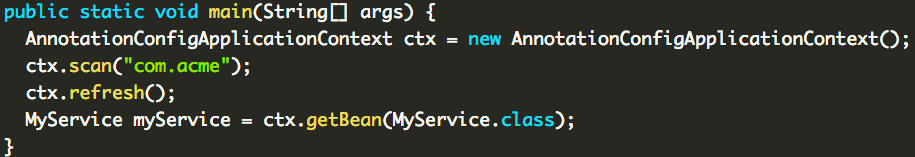 public static void main(String[] args) {
  AnnotationConfigApplicationContext ctx = new AnnotationConfigApplicationContext();
  ctx.scan("com.acme");
  ctx.refresh();
  MyService myService = ctx.getBean(MyService.class);
}